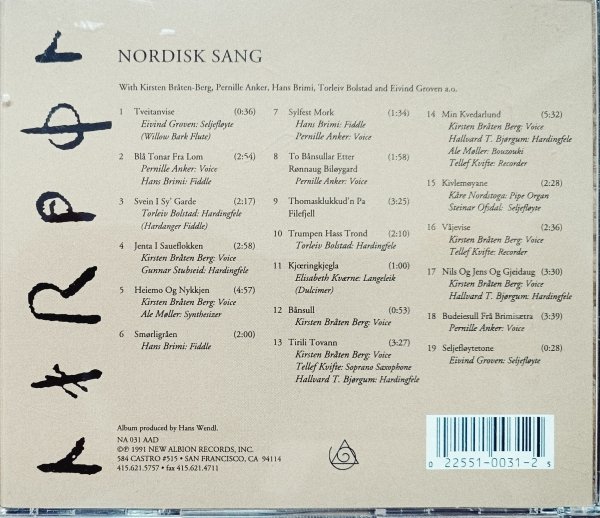 NORDISK SANG
With Kirsten Bråten-Berg, Pernille Anker, Hans Brimi, Torleiv Bolstad and Eivind Groven a.o.
1 Tveitanvise (0:36)
Eivind Groven: Seljefløyte
(Willow Bark Flute)
2 Blå Tonar Fra Lom (2:54)
Pernille Anker: Voice
Hans Brimi: Fiddle
3 Svein I Sy' Garde (2:17)
Torleiv Bolstad: Hardingfele
(Hardanger Fiddle)
4 Jenta I Saueflokken (2:58)
Kirsten Bråten Berg: Voice
Gunnar Stubseid: Hardingfele
5 Heiemo Og Nykkjen (4:57)
Kirsten Bråten Berg: Voice
Ale Møller: Synthesizer
6 Smørligråen (2:00)
Hans Brimi: Fiddle
7 Sylfest Mork (1:34)
Hans Brimi: Fiddle
Pernille Anker: Voice
8 To Bånsullar Etter (1:58)
Rønnaug Biløygard
Pernille Anker: Voice
9 Thomasklukkud'n Pa (3:25)
Filefjell
10 Trumpen Hass Trond (2:10)
Torleiv Bolstad: Hardingfele
11 Kjæringkjegla (1:00)
Elisabeth Kværne: Langeleik
(Dulcimer)
12 Bånsull (0:53)
Kirsten Bråten Berg: Voice
13 Tirili Tovann (3:27)
Kirsten Bråten Berg: Voice
Tellef Kvifte: Soprano Saxophone
Hallvard T. Bjørgum: Hardingfele
14 Min Kvedarlund (5:32)
Kirsten Bråten Berg: Voice
Hallvard T. Bjørgum: Hardingfele
Ale Møller: Bouzouki
Tellef Kvifte: Recorder
15 Kivlemøyane (2:28)
Kåre Nordstoga: Pipe Organ
Steinar Ofsdal: Seljefløyte
16 Våjevise (2:36)
Kirsten Bråten Berg: Voice
Tellef Kvifte: Recorder
17 Nils Og Jens Og Gjeidaug (3:30)
Kirsten Bråten Berg: Voice
Hallvard T. Bjørgum: Hardingfele
18 Budeiesull Frå Brimisætra (3:39)
Pernille Anker: Voice
19 Seljefløytetone (0:28)
Eivind Groven: Seljefløyte
Album produced by Hans Wendl.
NA 031 AAD
©℗ 1991 NEW ALBION RECORDS, INC.
584 CASTRO #515 • SAN FRANCISCO, CA 94114
415.621.5757 • fax 415.621.4711
0 22551-0031-2 5